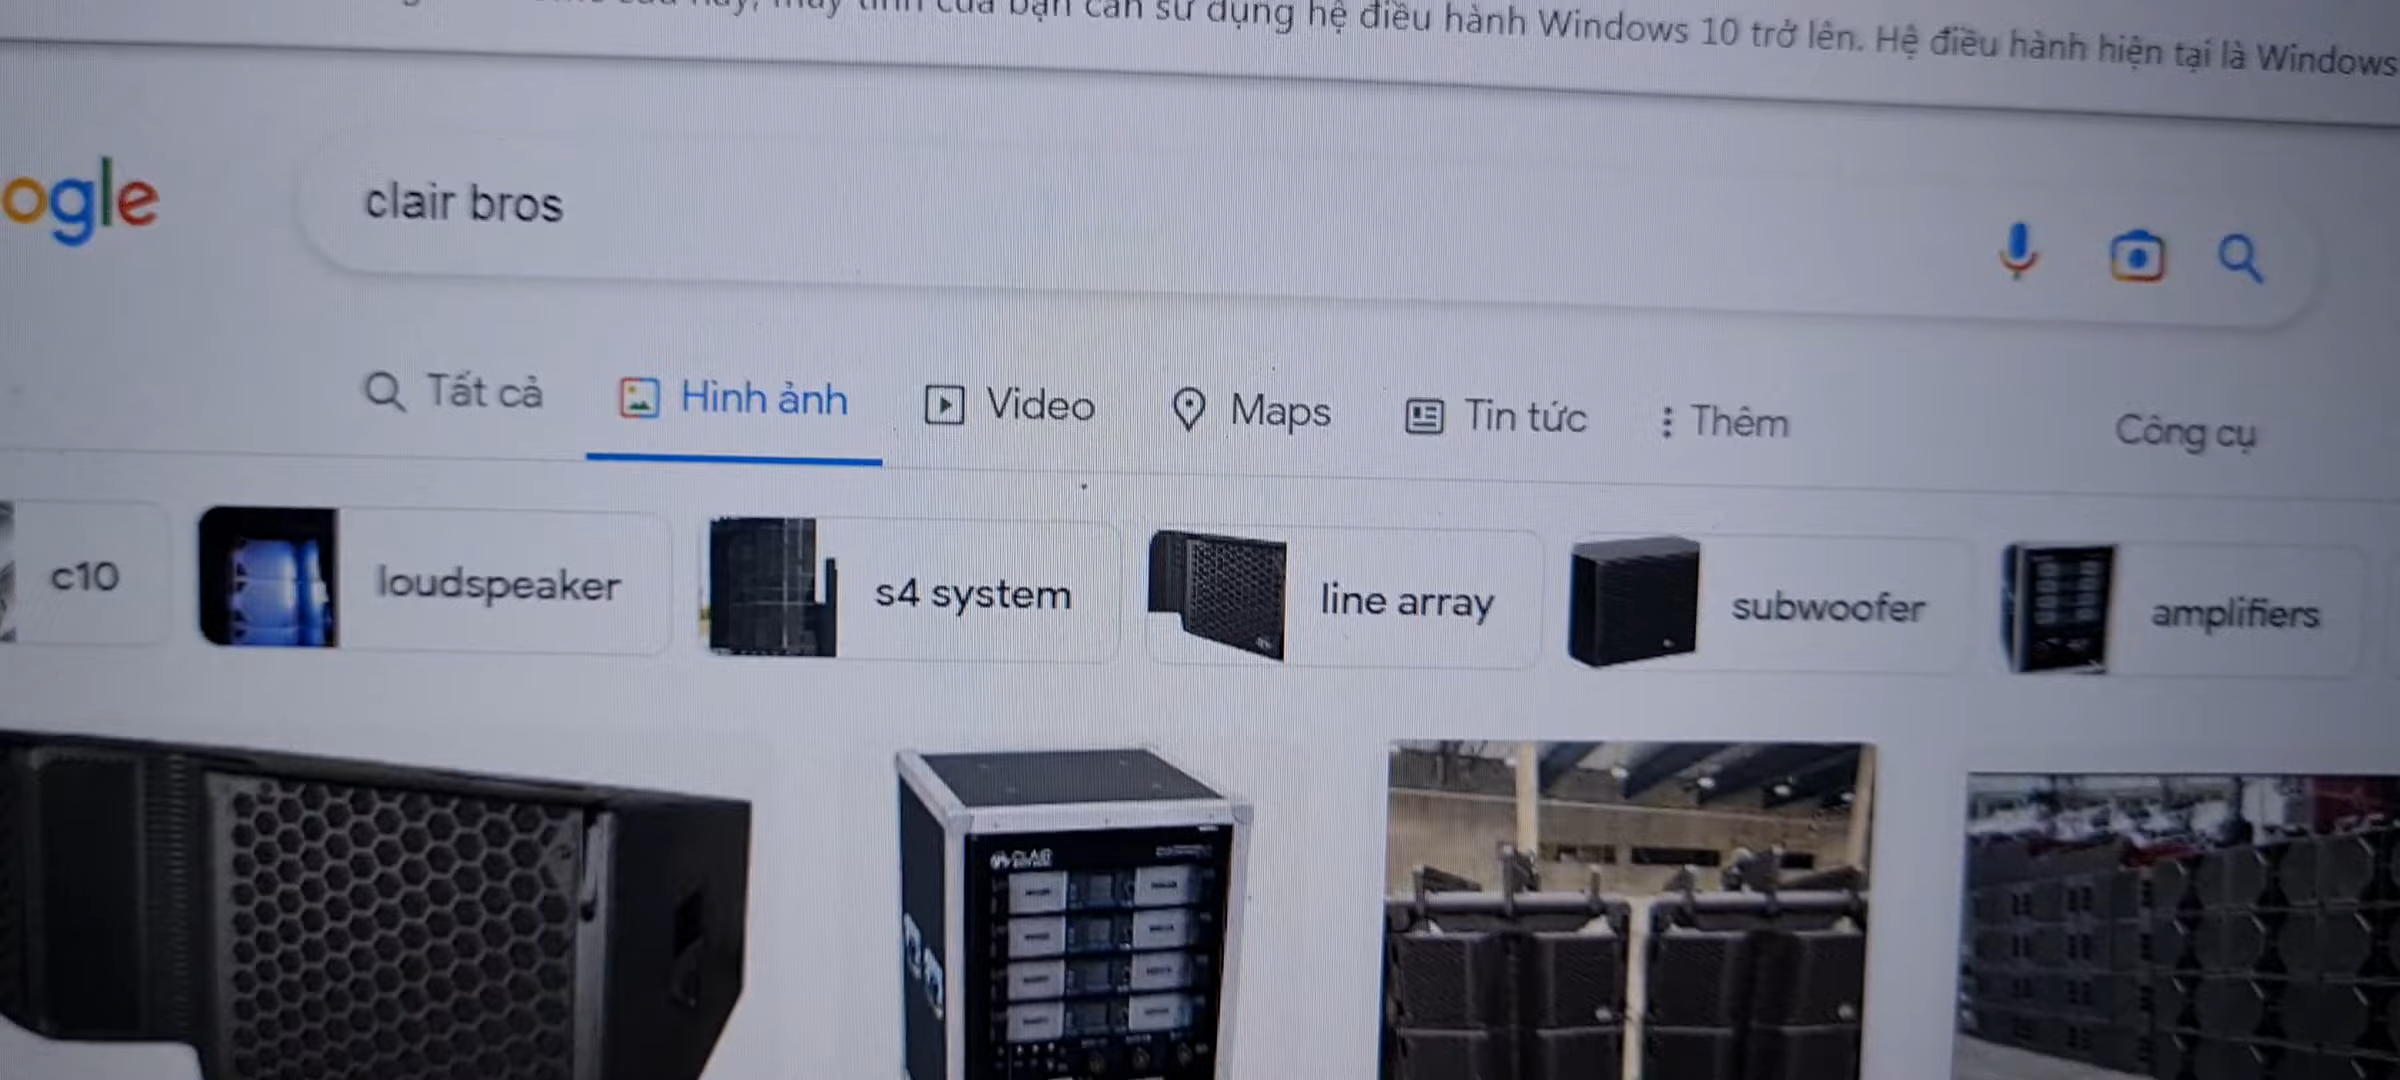 của bạn cần sử dụng hệ điều hành Windows 10 trở lên. Hệ điều hành hiện tại là Windows
ogle
clair bros
Tất cả
Hình ảnh
Video
Maps
Tin tức
Thêm
Công cụ
c10
loudspeaker
s4 system
line array
subwoofer
amplifiers